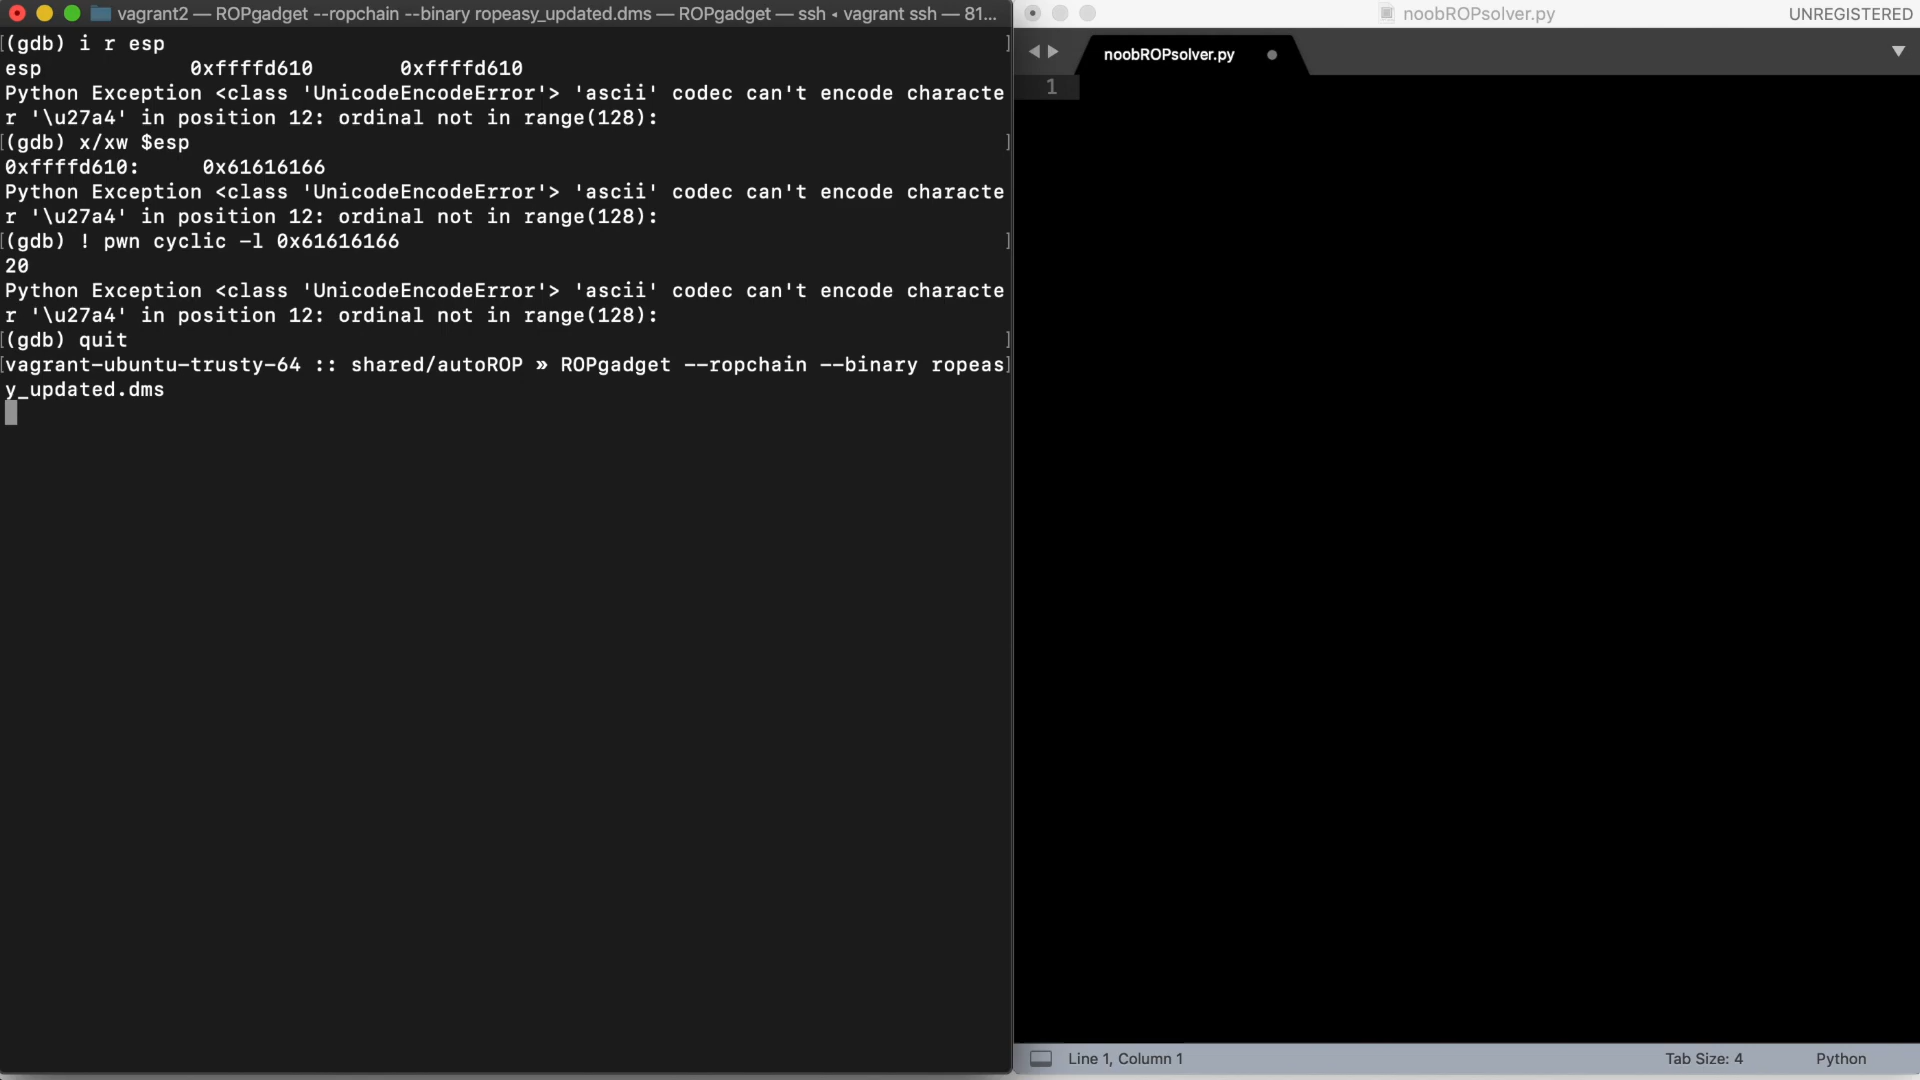 vagrant2 — ROPgadget --ropchain --binary ropeasy_updated.dms — ROPgadget — ssh ◂ vagrant ssh — 81...
(gdb) i r esp
esp            0xffffd610       0xffffd610
Python Exception <class 'UnicodeEncodeError'> 'ascii' codec can't encode characte
r '\u27a4' in position 12: ordinal not in range(128):
(gdb) x/xw $esp
0xffffd610:     0x61616166
Python Exception <class 'UnicodeEncodeError'> 'ascii' codec can't encode characte
r '\u27a4' in position 12: ordinal not in range(128):
(gdb) ! pwn cyclic -l 0x61616166
20
Python Exception <class 'UnicodeEncodeError'> 'ascii' codec can't encode characte
r '\u27a4' in position 12: ordinal not in range(128):
(gdb) quit
vagrant-ubuntu-trusty-64 :: shared/autoROP » ROPgadget --ropchain --binary ropeas
y_updated.dms
noobROPsolver.py
UNREGISTERED
noobROPsolver.py
1
Line 1, Column 1
Tab Size: 4
Python